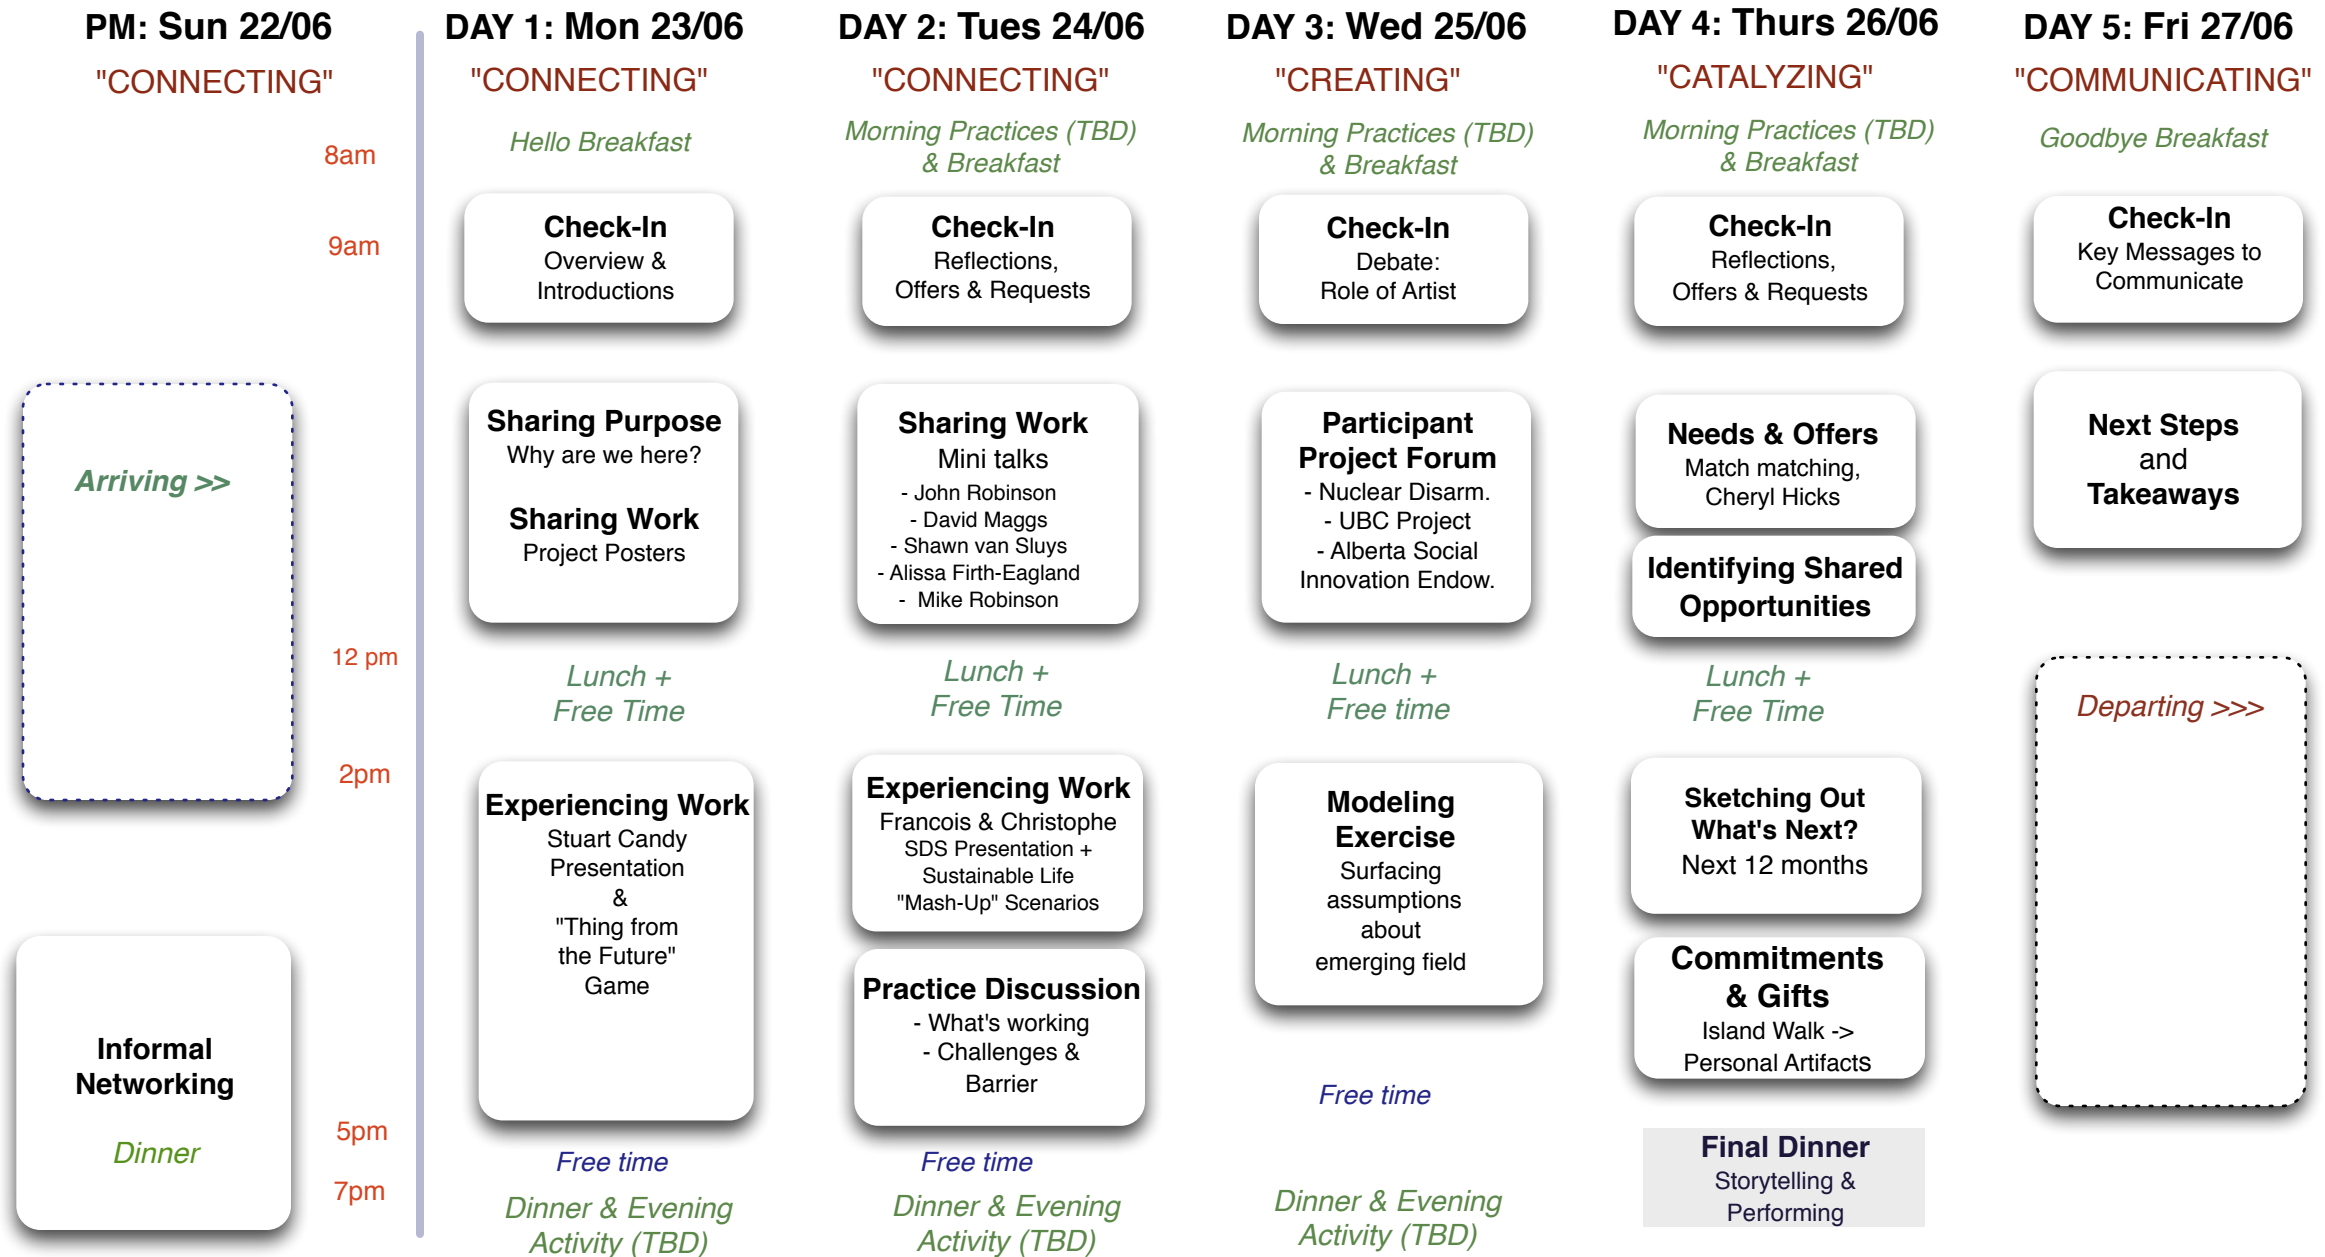 PM: Sun 22/06
"CONNECTING"
Arriving >>
Informal
Networking
Dinner
8am
9am
12 pm
2pm
5pm
7pm
DAY 1: Mon 23/06
"CONNECTING"
Hello Breakfast
Check-In
Overview &
Introductions
Sharing Purpose
Why are we here?
Sharing Work
Project Posters
Lunch +
Free Time
Experiencing Work
Stuart Candy
Presentation
&
"Thing from
the Future"
Game
Free time
Dinner & Evening
Activity (TBD)
DAY 2: Tues 24/06
"CONNECTING"
Morning Practices (TBD)
& Breakfast
Check-In
Reflections,
Offers & Requests
Sharing Work
Mini talks
- John Robinson
- David Maggs
- Shawn van Sluys
- Alissa Firth-Eagland
- Mike Robinson
Lunch +
Free Time
Experiencing Work
Francois & Christophe
SDS Presentation +
Sustainable Life
"Mash-Up" Scenarios
Practice Discussion
- What's working
- Challenges &
Barrier
Free time
Dinner & Evening
Activity (TBD)
DAY 3: Wed 25/06
"CREATING"
Morning Practices (TBD)
& Breakfast
Check-In
Debate:
Role of Artist
Participant
Project Forum
- Nuclear Disarm.
- UBC Project
- Alberta Social
Innovation Endow.
Lunch +
Free time
Modeling
Exercise
Surfacing
assumptions
about
emerging field
Free time
Dinner & Evening
Activity (TBD)
DAY 4: Thurs 26/06
"CATALYZING"
Morning Practices (TBD)
& Breakfast
Check-In
Reflections,
Offers & Requests
Needs & Offers
Match matching,
Cheryl Hicks
Identifying Shared
Opportunities
Lunch +
Free Time
Sketching Out
What's Next?
Next 12 months
Commitments
& Gifts
Island Walk ->
Personal Artifacts
Final Dinner
Storytelling &
Performing
DAY 5: Fri 27/06
"COMMUNICATING"
Goodbye Breakfast
Check-In
Key Messages to
Communicate
Next Steps
and
Takeaways
Departing >>>